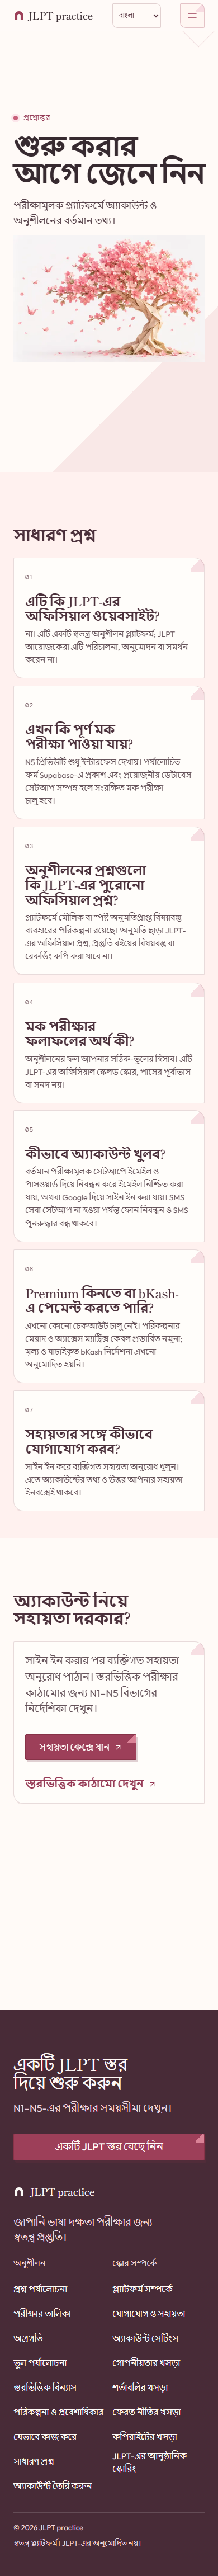 JLPT practice
বাংলা
প্রশ্নোত্তর
শুরু করার
আগে জেনে নিন
পরীক্ষামূলক প্ল্যাটফর্মে অ্যাকাউন্ট ও
অনুশীলনের বর্তমান তথ্য।
সাধারণ প্রশ্ন
01
এটি কি JLPT-এর
অফিসিয়াল ওয়েবসাইট?
না। এটি একটি স্বতন্ত্র অনুশীলন প্ল্যাটফর্ম; JLPT
আয়োজকেরা এটি পরিচালনা, অনুমোদন বা সমর্থন
করেন না।
02
এখন কি পূর্ণ মক
পরীক্ষা পাওয়া যায়?
N5 প্রিভিউটি শুধু ইন্টারফেস দেখায়। পর্যালোচিত
ফর্ম Supabase-এ প্রকাশ এবং প্রয়োজনীয় ডেটাবেস
সেটআপ সম্পন্ন হলে সংরক্ষিত মক পরীক্ষা
চালু হবে।
03
অনুশীলনের প্রশ্নগুলো
কি JLPT-এর পুরোনো
অফিসিয়াল প্রশ্ন?
প্ল্যাটফর্মে মৌলিক বা স্পষ্ট অনুমতিপ্রাপ্ত বিষয়বস্তু
ব্যবহারের পরিকল্পনা রয়েছে। অনুমতি ছাড়া JLPT-
এর অফিসিয়াল প্রশ্ন, প্রস্তুতি বইয়ের বিষয়বস্তু বা
রেকর্ডিং কপি করা যাবে না।
04
মক পরীক্ষার
ফলাফলের অর্থ কী?
অনুশীলনের ফল আপনার সঠিক-ভুলের হিসাব। এটি
JLPT-এর অফিসিয়াল স্কেলড স্কোর, পাসের পূর্বাভাস
বা সনদ নয়।
05
কীভাবে অ্যাকাউন্ট খুলব?
বর্তমান পরীক্ষামূলক সেটআপে ইমেইল ও
পাসওয়ার্ড দিয়ে নিবন্ধন করে ইমেইল নিশ্চিত করা
যায়, অথবা Google দিয়ে সাইন ইন করা যায়। SMS
সেবা সেটআপ না হওয়া পর্যন্ত ফোন নিবন্ধন ও SMS
পুনরুদ্ধার বন্ধ থাকবে।
06
Premium কিনতে বা bKash-
এ পেমেন্ট করতে পারি?
এখনো কোনো চেকআউট চালু নেই। পরিকল্পনার
মেয়াদ ও অ্যাক্সেস ম্যাট্রিক্স কেবল প্রস্তাবিত নমুনা;
মূল্য ও যাচাইকৃত bKash নির্দেশনা এখনো
অনুমোদিত হয়নি।
07
সহায়তার সঙ্গে কীভাবে
যোগাযোগ করব?
সাইন ইন করে ব্যক্তিগত সহায়তা অনুরোধ খুলুন।
এতে অ্যাকাউন্টের তথ্য ও উত্তর আপনার সহায়তা
ইনবক্সেই থাকবে।
অ্যাকাউন্ট নিয়ে
সহায়তা দরকার?
সাইন ইন করার পর ব্যক্তিগত সহায়তা
অনুরোধ পাঠান। স্তরভিত্তিক পরীক্ষার
কাঠামোর জন্য N1–N5 বিভাগের
নির্দেশিকা দেখুন।
সহায়তা কেন্দ্রে যান
স্তরভিত্তিক কাঠামো দেখুন
একটি JLPT স্তর
দিয়ে শুরু করুন
N1–N5-এর পরীক্ষার সময়সীমা দেখুন।
একটি JLPT স্তর বেছে নিন
JLPT practice
জাপানি ভাষা দক্ষতা পরীক্ষার জন্য
স্বতন্ত্র প্রস্তুতি।
অনুশীলন
স্কোর সম্পর্কে
প্রশ্ন পর্যালোচনা
প্ল্যাটফর্ম সম্পর্কে
পরীক্ষার তালিকা
যোগাযোগ ও সহায়তা
অগ্রগতি
অ্যাকাউন্ট সেটিংস
ভুল পর্যালোচনা
গোপনীয়তার খসড়া
স্তরভিত্তিক বিন্যাস
শর্তাবলির খসড়া
পরিকল্পনা ও প্রবেশাধিকার
ফেরত নীতির খসড়া
যেভাবে কাজ করে
কপিরাইটের খসড়া
সাধারণ প্রশ্ন
JLPT-এর আনুষ্ঠানিক
স্কোরিং
অ্যাকাউন্ট তৈরি করুন
© 2026 JLPT practice
স্বতন্ত্র প্ল্যাটফর্ম। JLPT-এর অনুমোদিত নয়।